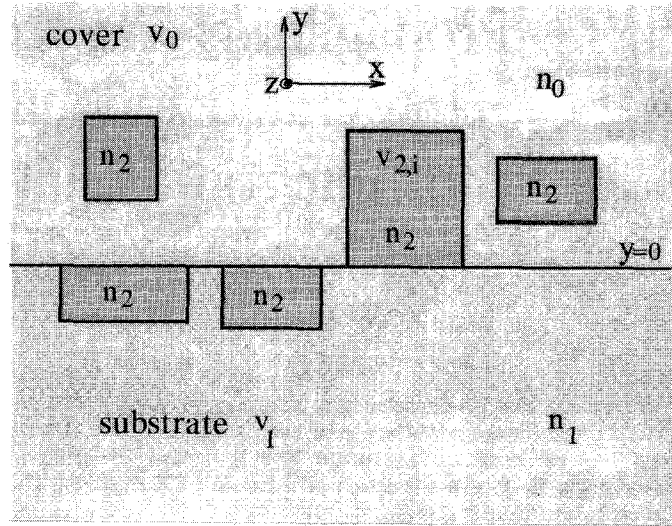 cover v₀
y
x
z
n₀
n₂
v₂,ᵢ
n₂
n₂
y=0
n₂
n₂
substrate v₁
n₁